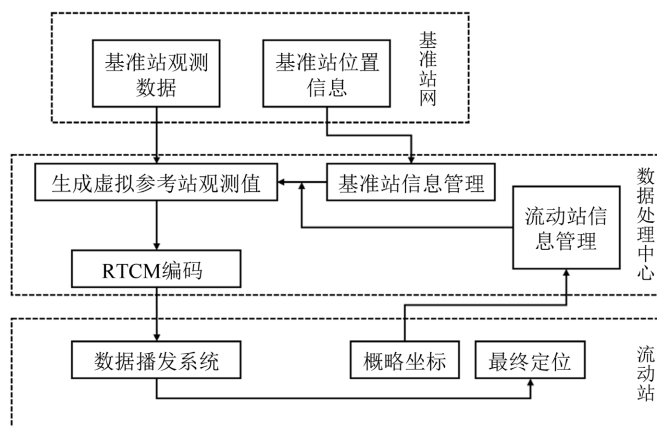 基准站观测
数据
基准站位置
信息
基准站网
生成虚拟参考站观测值
基准站信息管理
流动站信
息管理
数据处理中心
RTCM编码
数据播发系统
概略坐标
最终定位
流动站